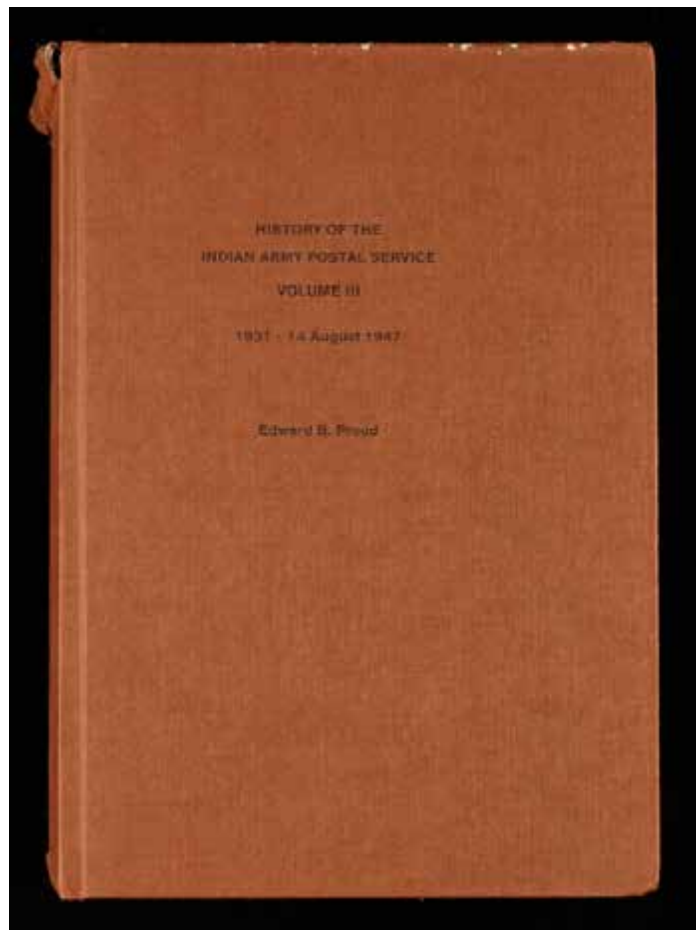 HISTORY OF THE
INDIAN ARMY POSTAL SERVICE
VOLUME III
1931 - 14 August 1947
Edward B. Proud